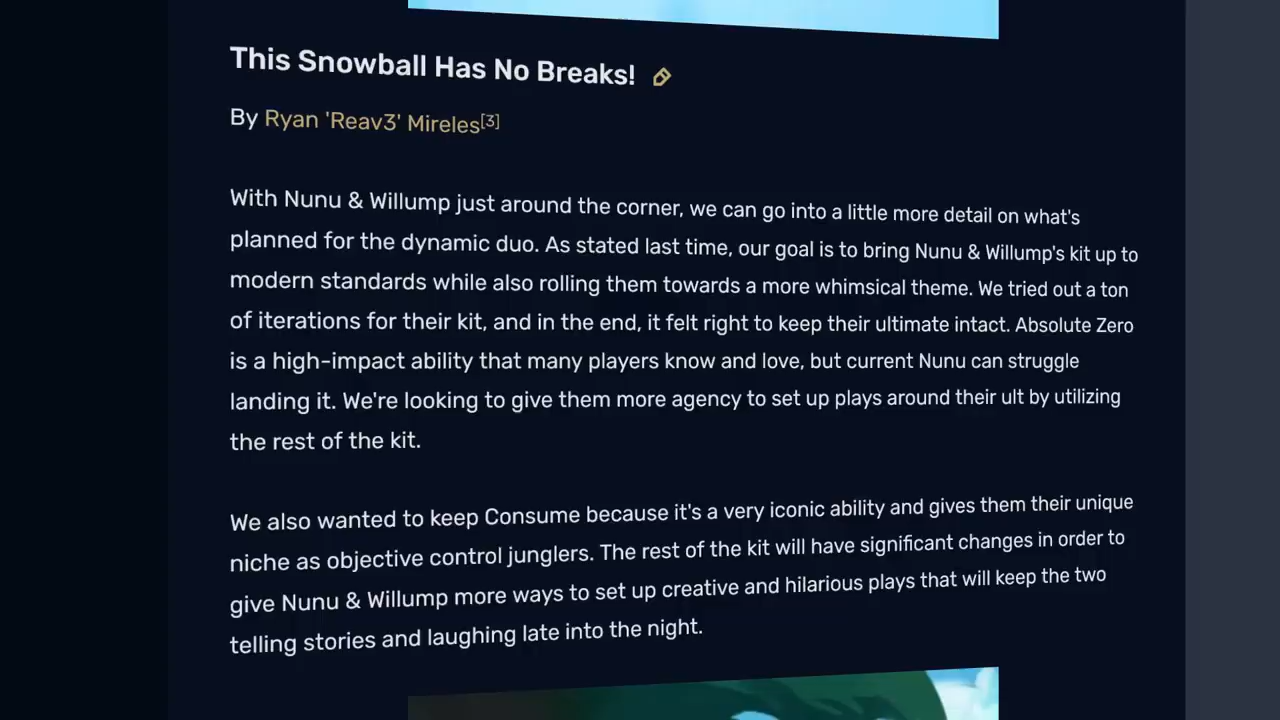 This Snowball Has No Breaks!
By Ryan 'Reav3' Mireles[3]
With Nunu & Willump just around the corner, we can go into a little more detail on what's
planned for the dynamic duo. As stated last time, our goal is to bring Nunu & Willump's kit up to
modern standards while also rolling them towards a more whimsical theme. We tried out a ton
of iterations for their kit, and in the end, it felt right to keep their ultimate intact. Absolute Zero
is a high-impact ability that many players know and love, but current Nunu can struggle
landing it. We're looking to give them more agency to set up plays around their ult by utilizing
the rest of the kit.
We also wanted to keep Consume because it's a very iconic ability and gives them their unique
niche as objective control junglers. The rest of the kit will have significant changes in order to
give Nunu & Willump more ways to set up creative and hilarious plays that will keep the two
telling stories and laughing late into the night.